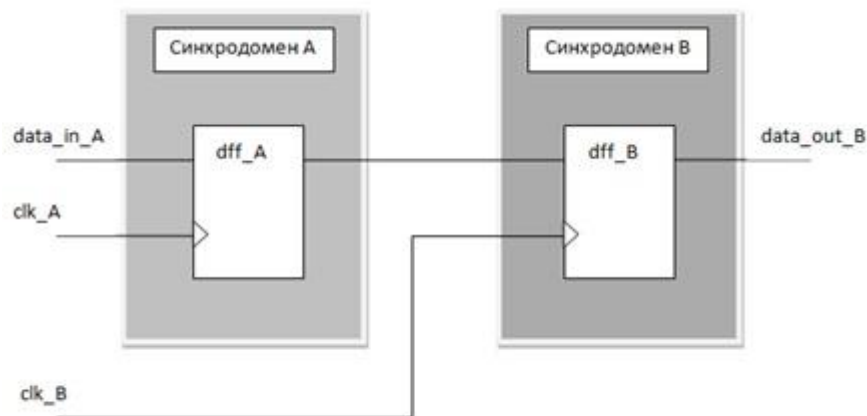 Синхродомен А
Синхродомен В
data_in_A
dff_A
dff_B
data_out_B
clk_A
clk_B